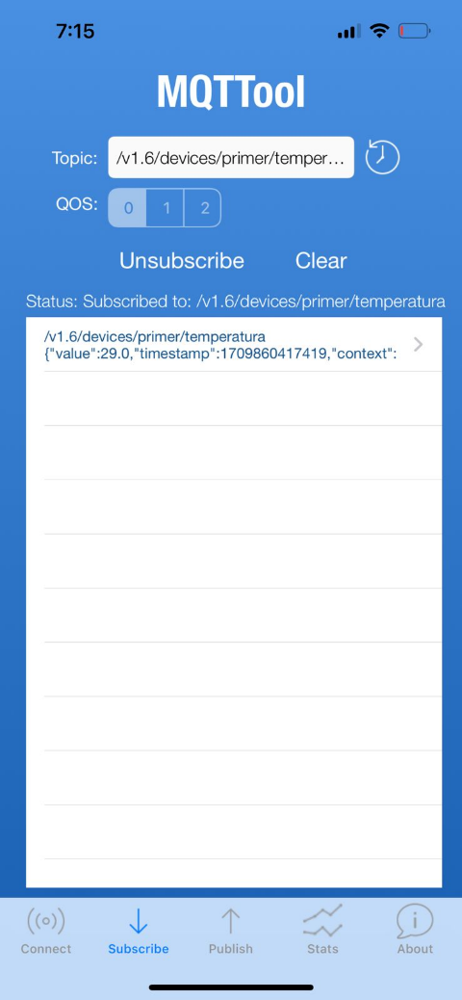 7:15
MQTTool
Topic: /v1.6/devices/primer/temper...
QOS: 0 1 2
Unsubscribe Clear
Status: Subscribed to: /v1.6/devices/primer/temperatura
/v1.6/devices/primer/temperatura
{"value":29.0,"timestamp":1709860417419,"context":
Connect Subscribe Publish Stats About